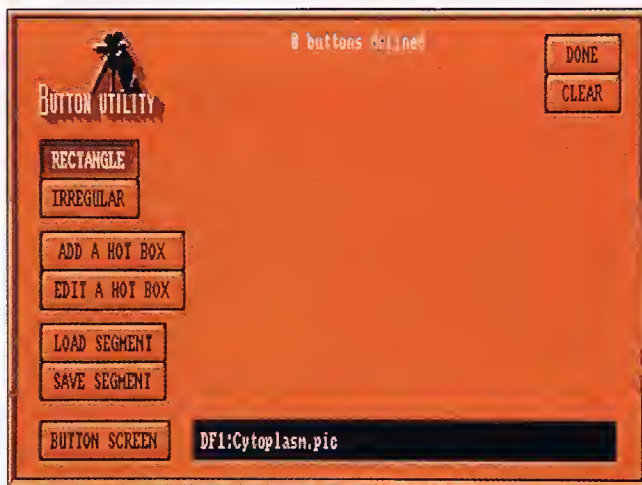 0 buttons defined
DONE
CLEAR
BUTTON UTILITY
RECTANGLE
IRREGULAR
ADD A HOT BOX
EDIT A HOT BOX
LOAD SEGMENT
SAVE SEGMENT
BUTTON SCREEN
DF1:Cytoplasm.pic